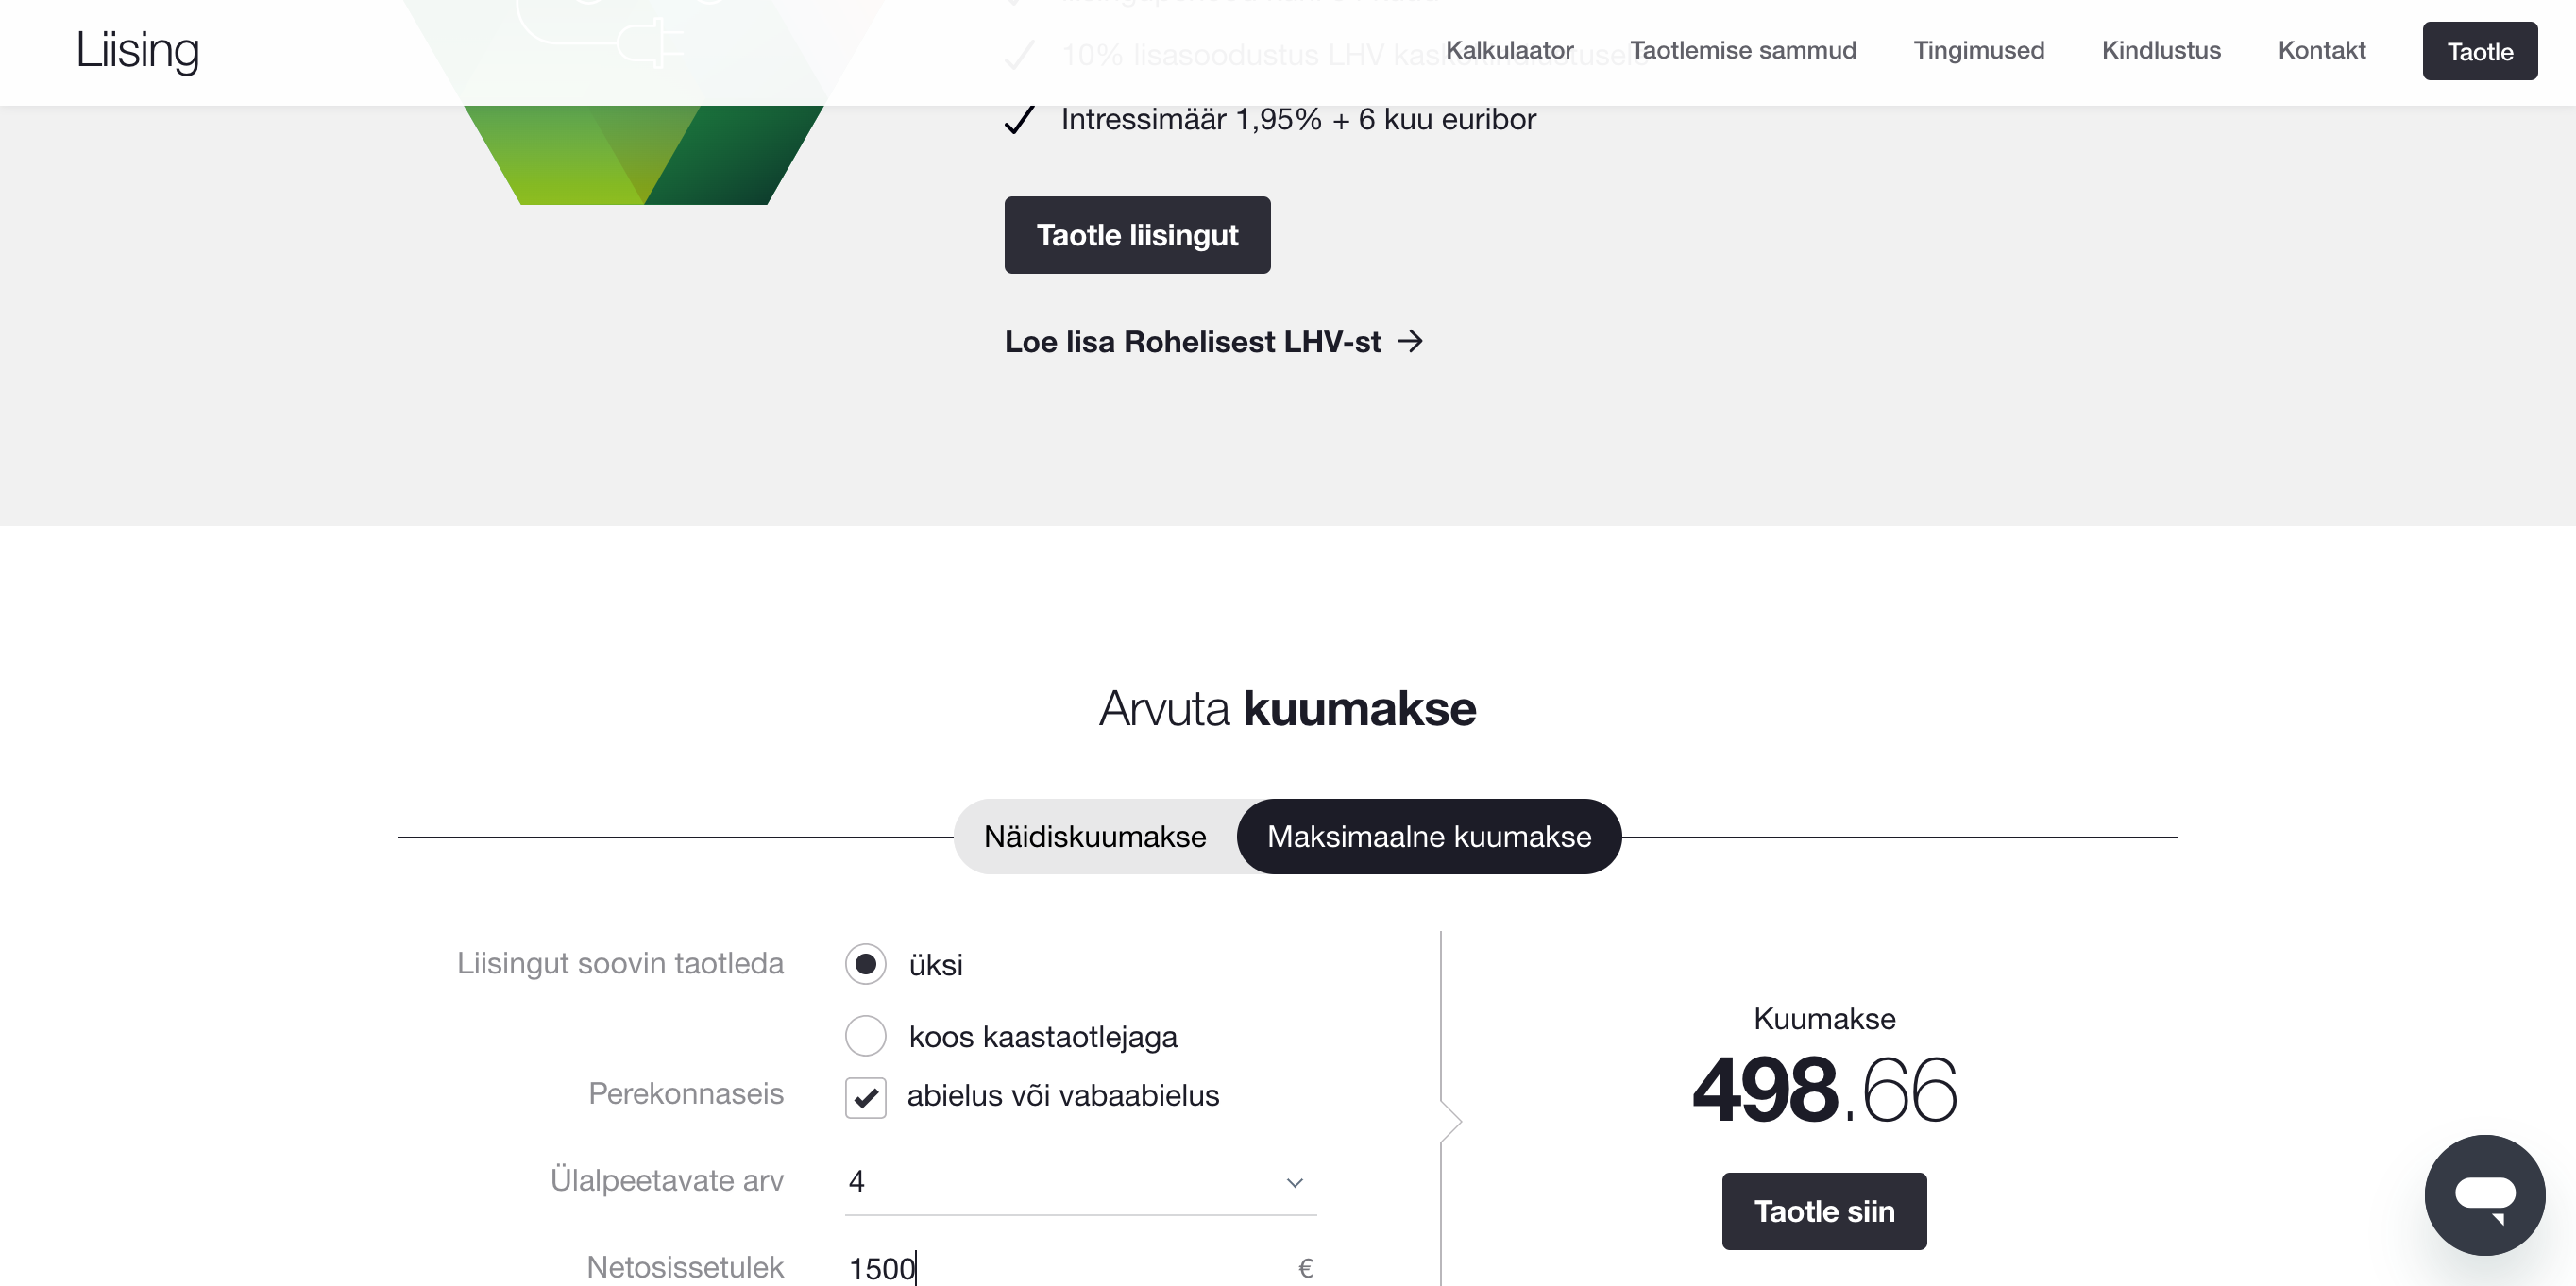 Liising
Kalkulaator
Taotlemise sammud
Tingimused
Kindlustus
Kontakt
Taotle
10% lisasoodustus LHV
Intressimäär 1,95% + 6 kuu euribor
Taotle liisingut
Loe lisa Rohelisest LHV-st →
Arvuta kuumakse
Näidiskuumakse
Maksimaalne kuumakse
Liisingut soovin taotleda
üksi
koos kaastaotlejaga
Perekonnaseis
abielus või vabaabielus
Ülalpeetavate arv
4
Netosissetulek
1500
€
Kuumakse
498.66
Taotle siin